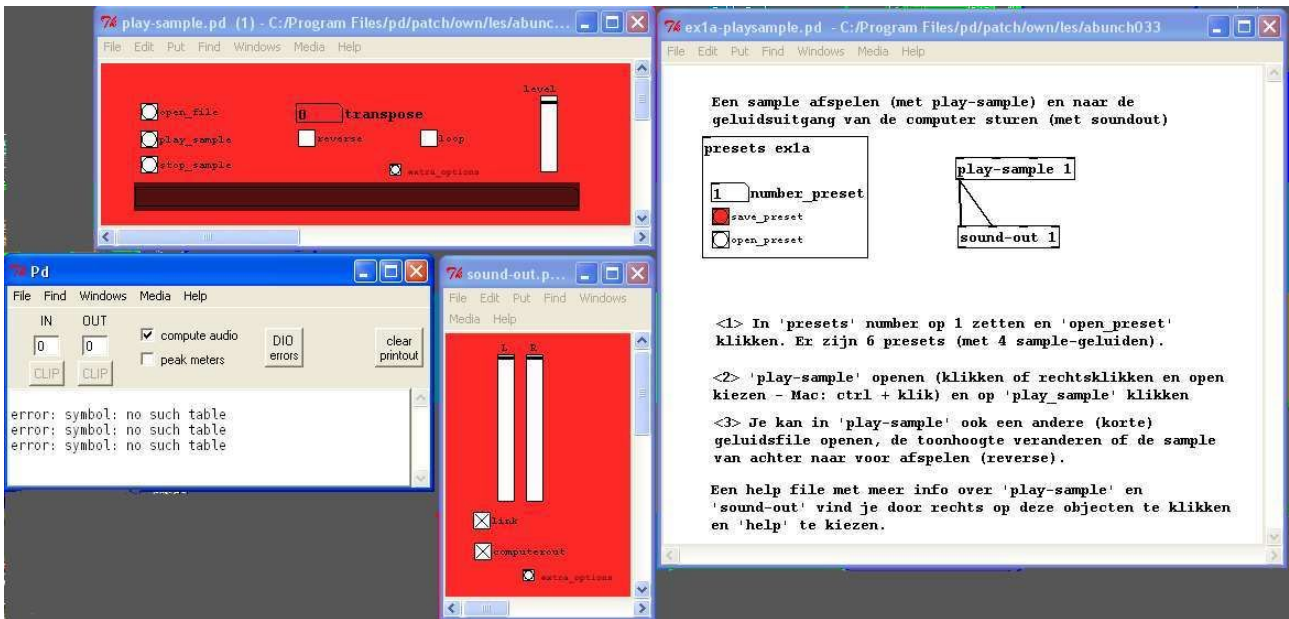 play-sample.pd (1) - C:/Program Files/pd/patch/own/les/abunc...
File Edit Put Find Windows Media Help
open_file
play_sample
stop_sample
0 transpose
reverse
loop
extra_options
level
Pd
File Find Windows Media Help
IN OUT
0 0
CLIP CLIP
compute audio
peak meters
DIO
errors
clear
printout
error: symbol: no such table
error: symbol: no such table
error: symbol: no such table
sound-out.p...
File Edit Put Find Windows
Media Help
L R
link
computerout
extra_options
ex1a-playsample.pd - C:/Program Files/pd/patch/own/les/abunch033
File Edit Put Find Windows Media Help
Een sample afspelen (met play-sample) en naar de
geluidsuitgang van de computer sturen (met soundout)
presets ex1a
1 number_preset
save_preset
open_preset
play-sample 1
sound-out 1
<1> In 'presets' number op 1 zetten en 'open_preset'
klikken. Er zijn 6 presets (met 4 sample-geluiden).
<2> 'play-sample' openen (klikken of rechtsklikken en open
kiezen - Mac: ctrl + klik) en op 'play_sample' klikken
<3> Je kan in 'play-sample' ook een andere (korte)
geluidsfile openen, de toonhoogte veranderen of de sample
van achter naar voor afspelen (reverse).
Een help file met meer info over 'play-sample' en
'sound-out' vind je door rechts op deze objecten te klikken
en 'help' te kiezen.